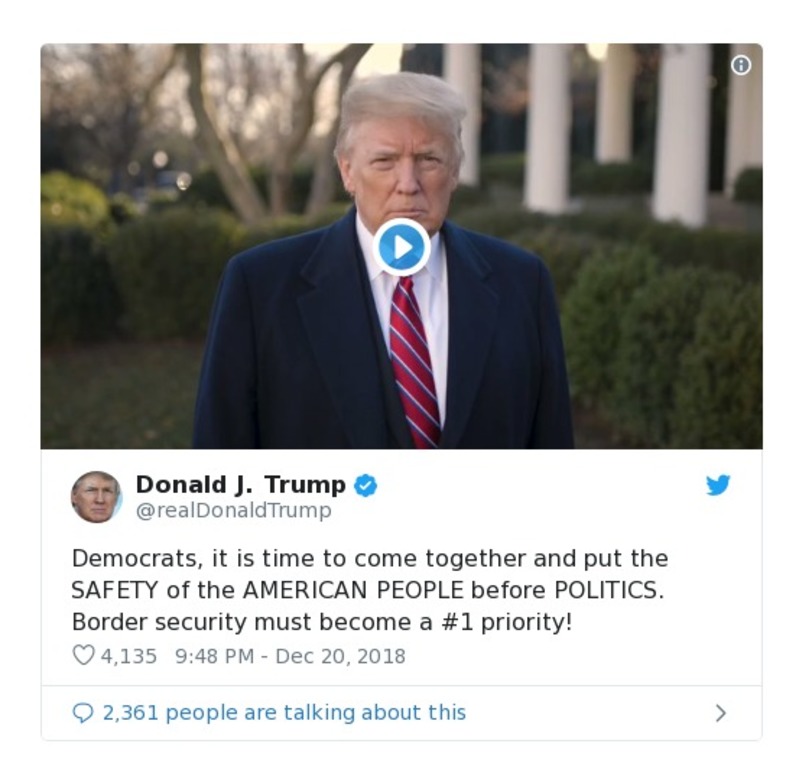 Donald J. Trump
@realDonaldTrump
Democrats, it is time to come together and put the
SAFETY of the AMERICAN PEOPLE before POLITICS.
Border security must become a #1 priority!
4,135 9:48 PM - Dec 20, 2018
2,361 people are talking about this